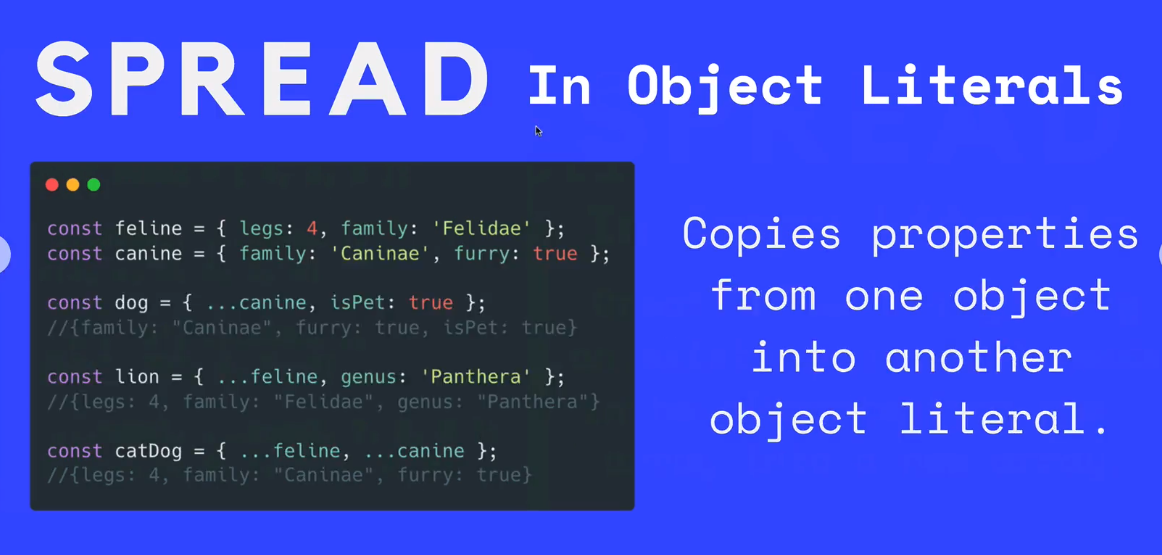 SPREAD In Object Literals
const feline = { legs: 4, family: 'Felidae' };
const canine = { family: 'Caninae', furry: true };
const dog = { ...canine, isPet: true };
//{family: "Caninae", furry: true, isPet: true}
const lion = { ...feline, genus: 'Panthera' };
//{legs: 4, family: "Felidae", genus: "Panthera"}
const catDog = { ...feline, ...canine };
//{legs: 4, family: "Caninae", furry: true}
Copies properties
from one object
into another
object literal.